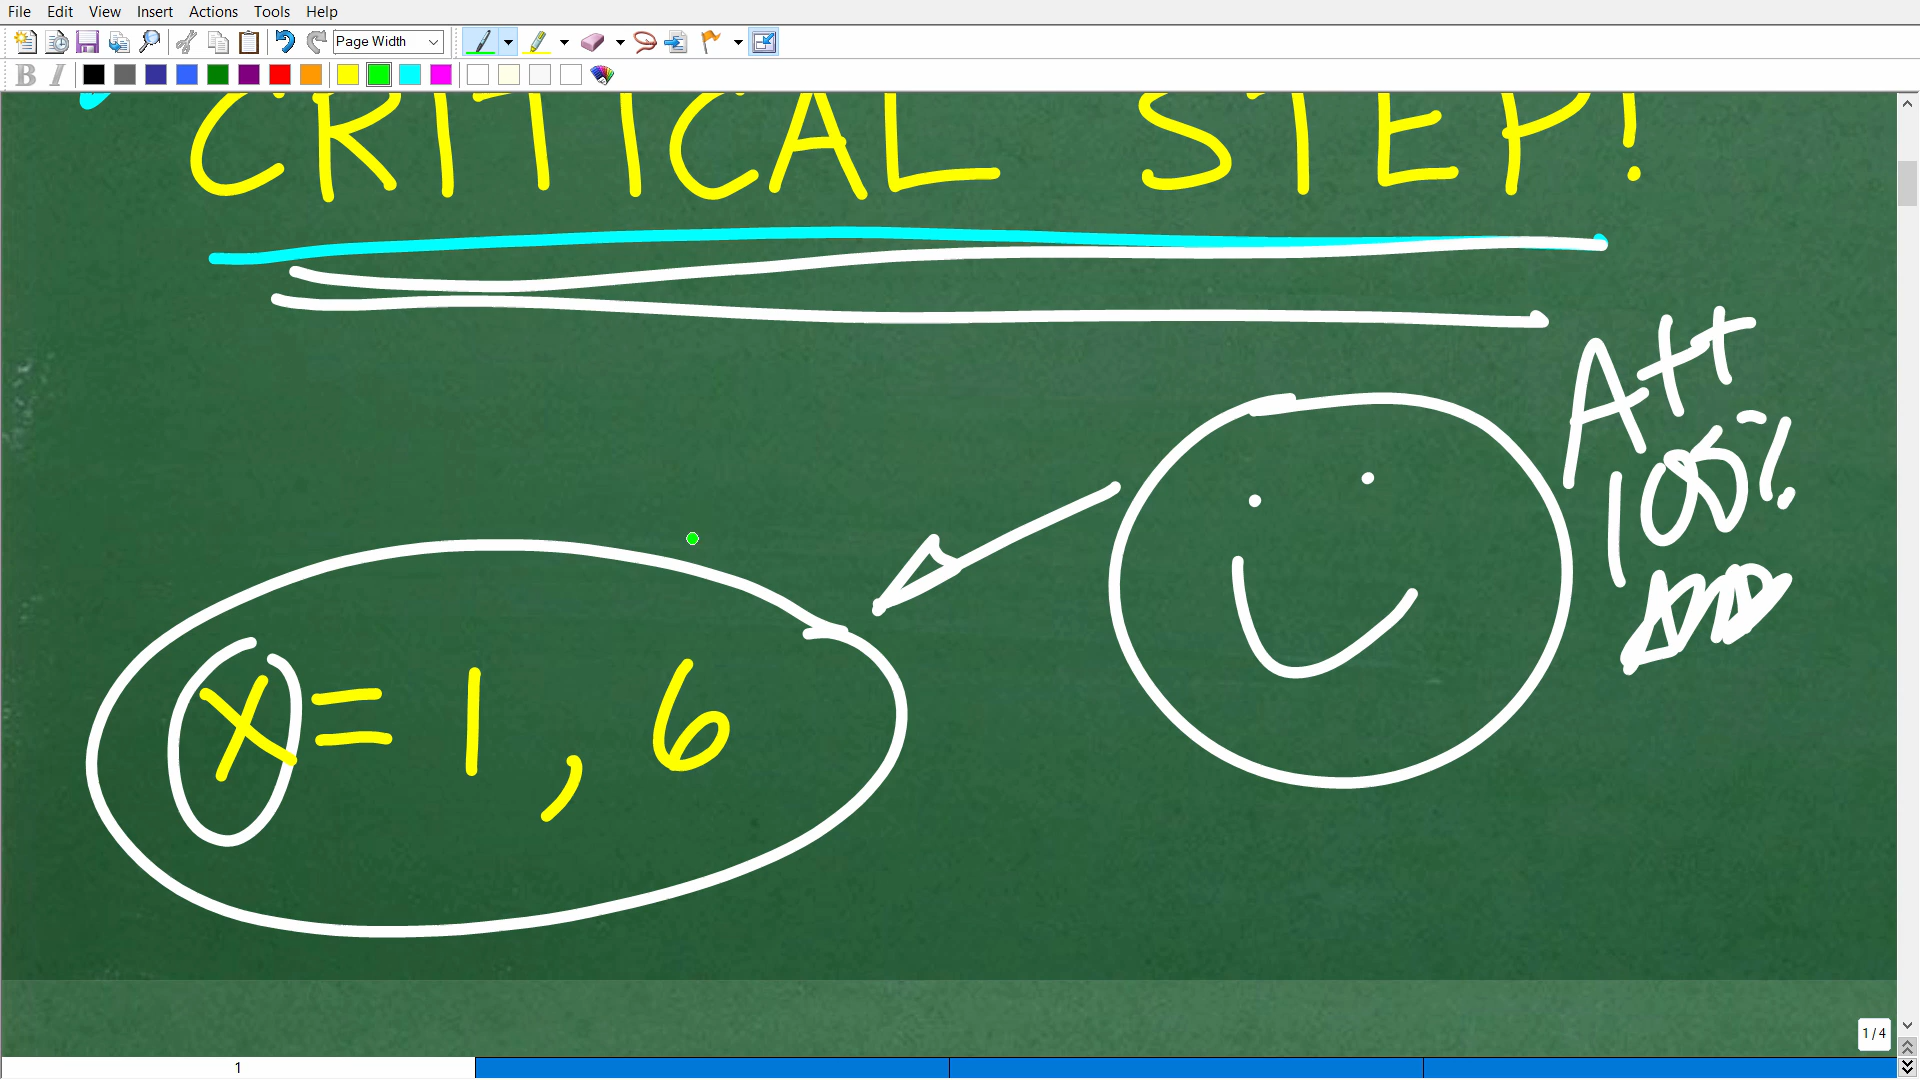 File Edit View Insert Actions Tools Help
Page Width
B I
CRITICAL STEP!
A++
100%
x = 1, 6
1 / 4
1